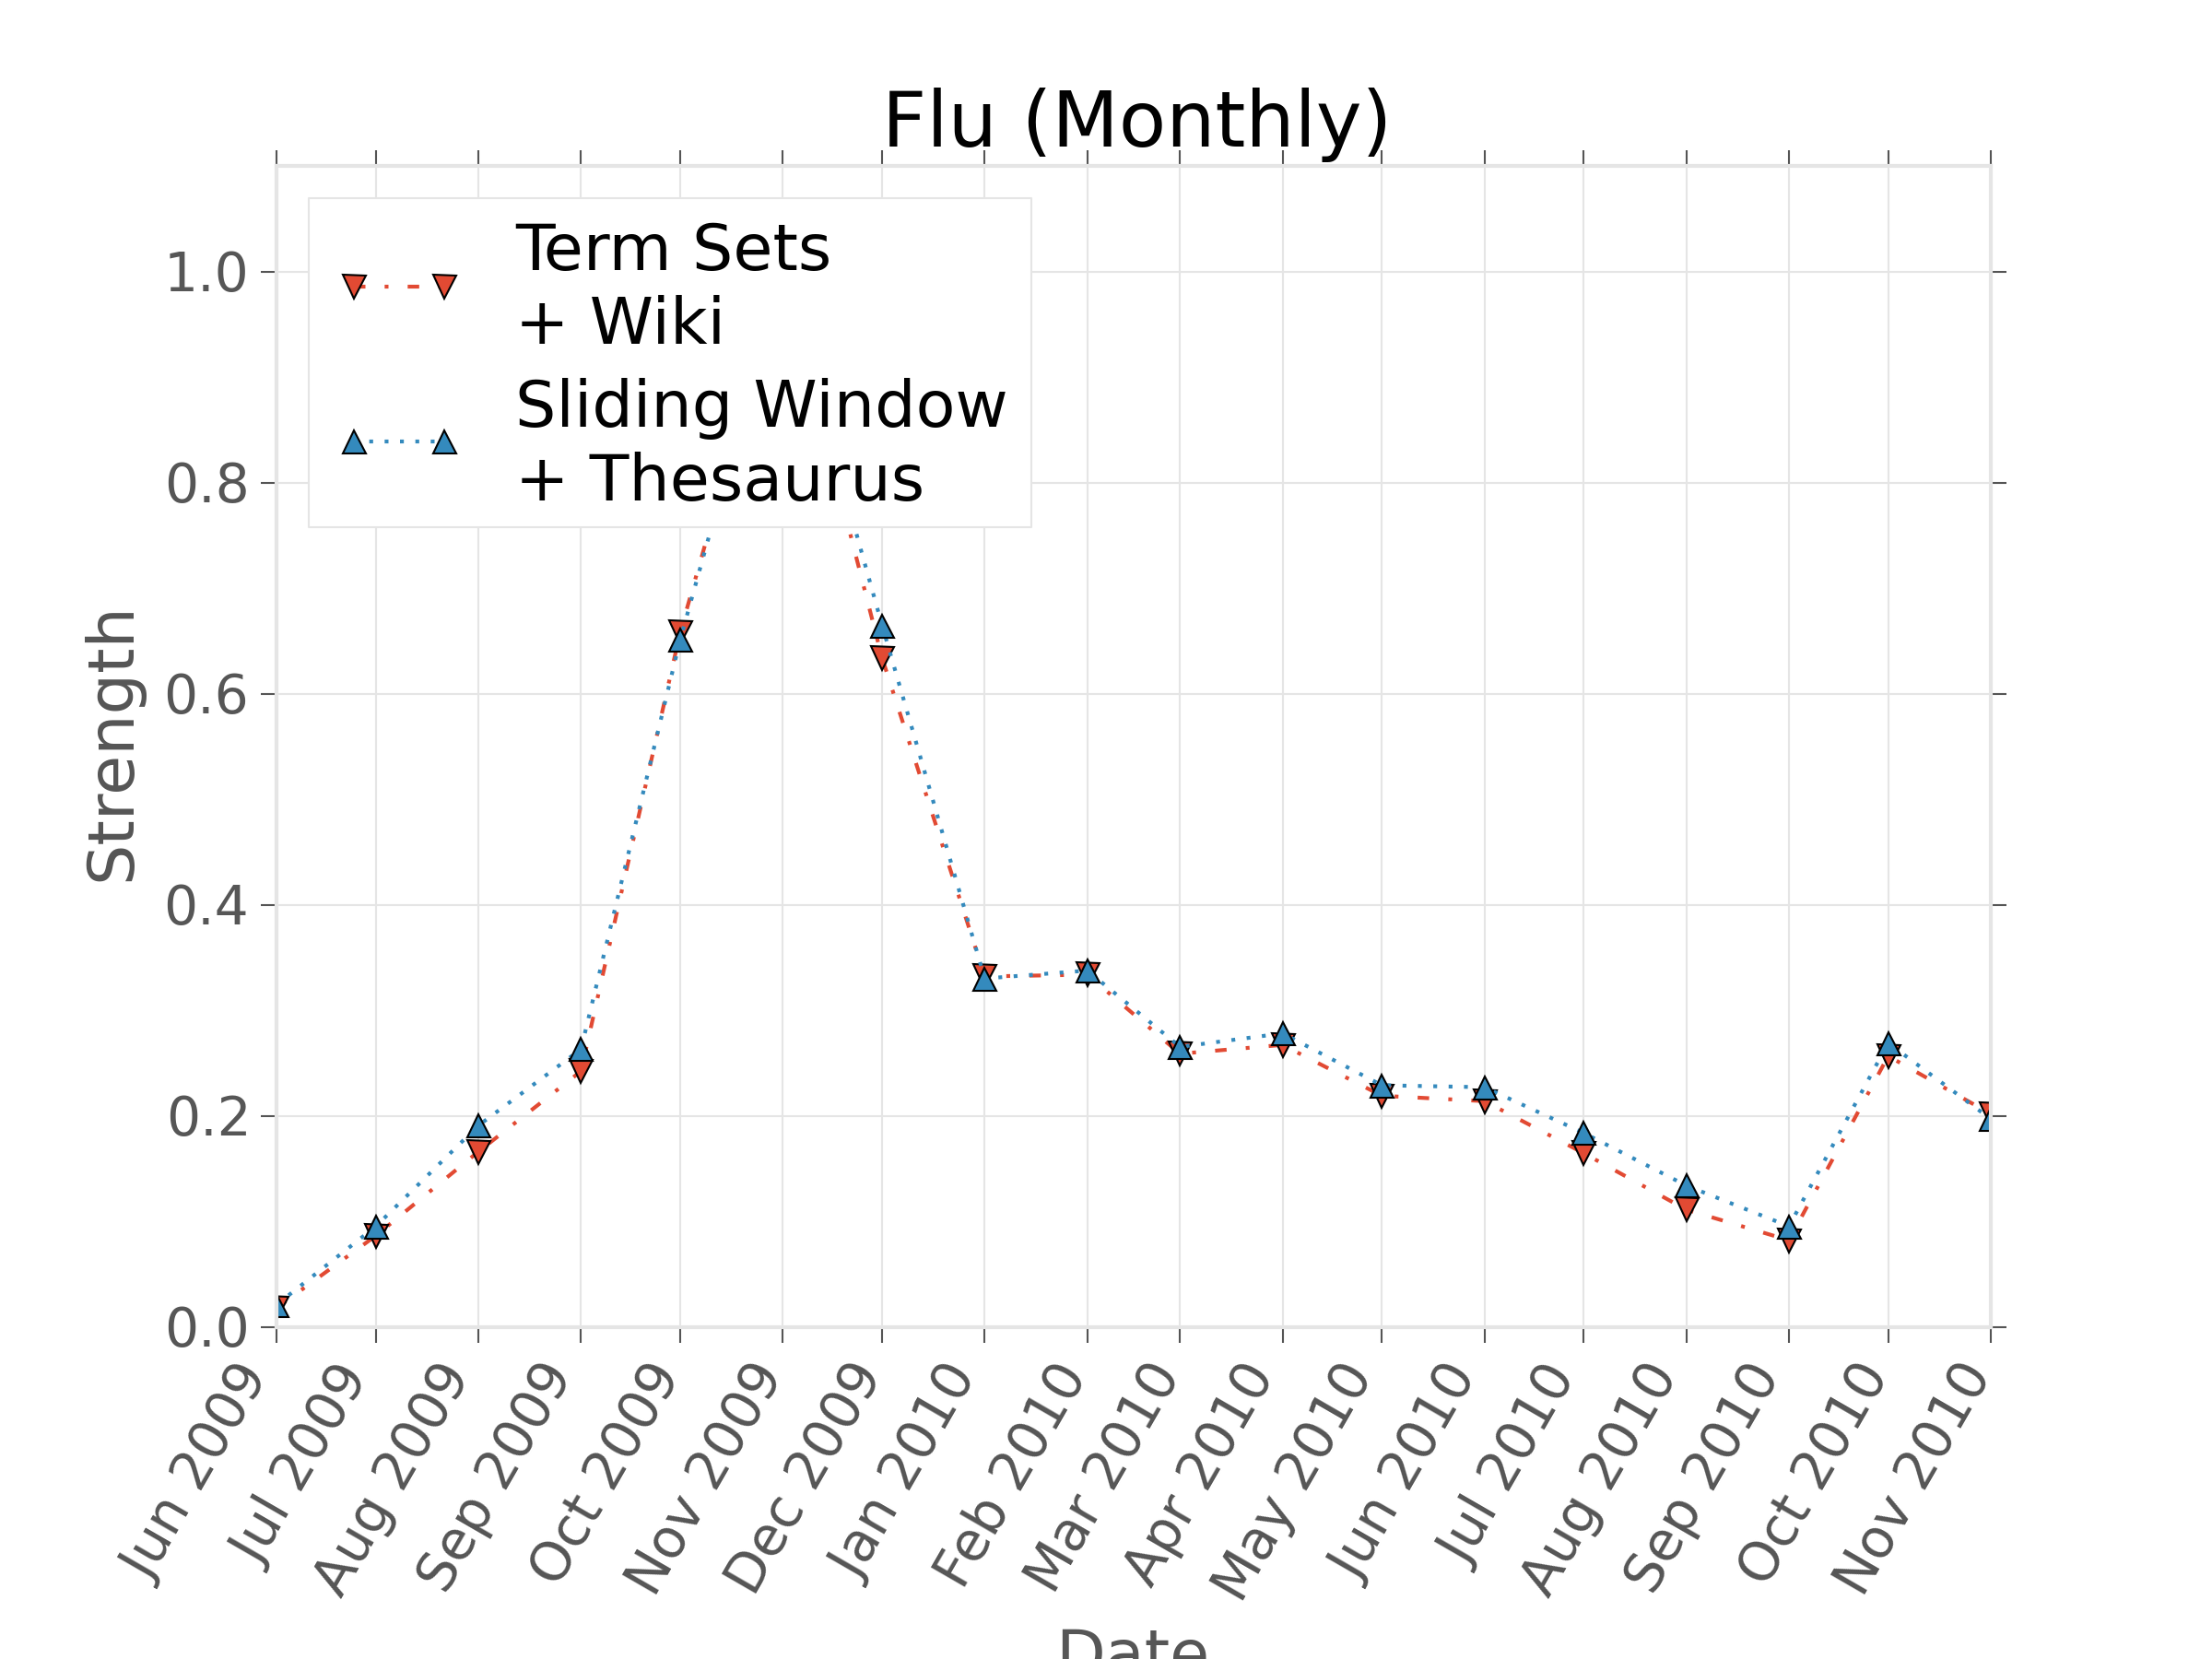 Flu (Monthly)
Term Sets
+ Wiki
Sliding Window
+ Thesaurus
1.0
0.8
0.6
0.4
0.2
0.0
Strength
Jun 2009
Jul 2009
Aug 2009
Sep 2009
Oct 2009
Nov 2009
Dec 2009
Jan 2010
Feb 2010
Mar 2010
Apr 2010
May 2010
Jun 2010
Jul 2010
Aug 2010
Sep 2010
Oct 2010
Nov 2010
Date